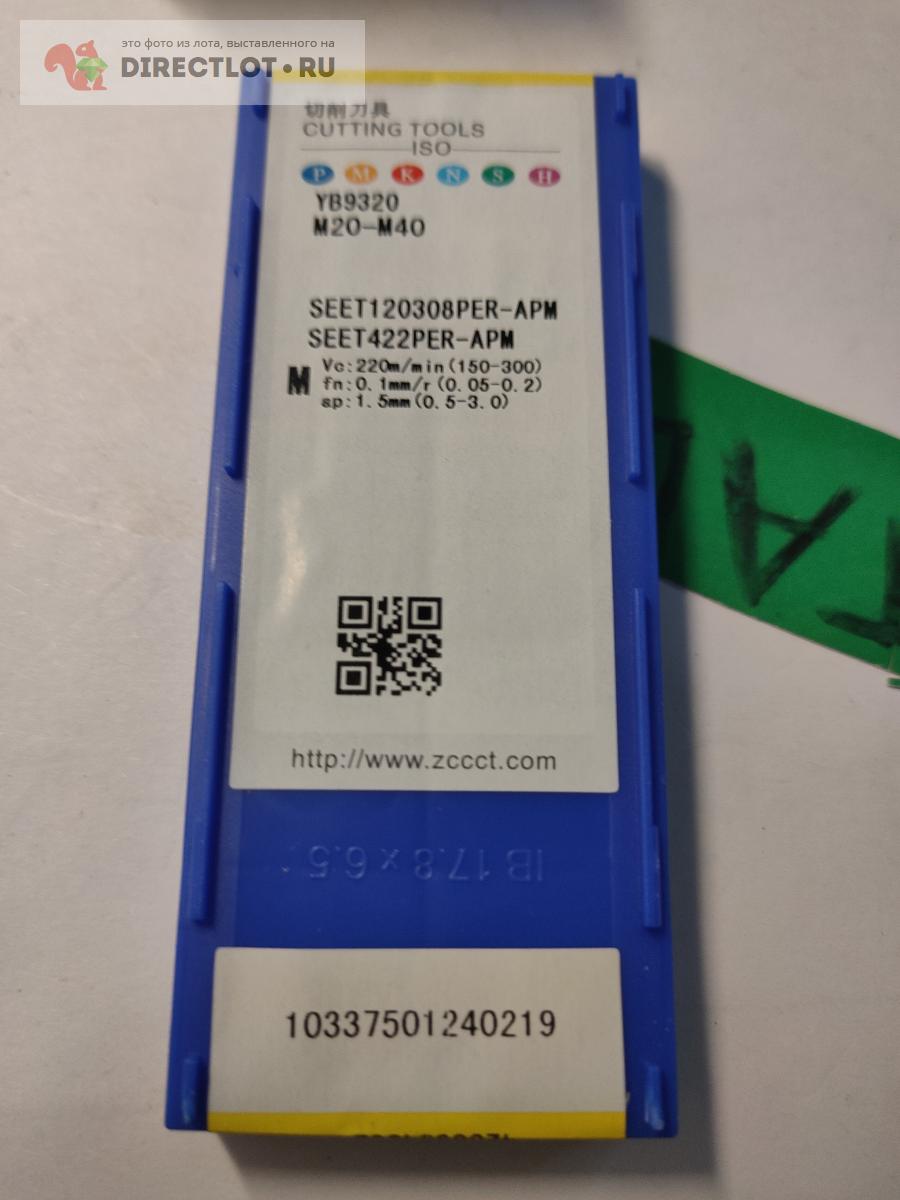 это фото из лота, выставленного на
DIRECTLOT•RU
切削刀具
CUTTING TOOLS
ISO
P M K N S H
YB9320
M20-M40
SEET120308PER-APM
SEET422PER-APM
M
Vc:220m/min(150-300)
fn:0.1mm/r(0.05-0.2)
ap:1.5mm(0.5-3.0)
http://www.zccct.com
IB 17.8 x 6.5
10337501240219